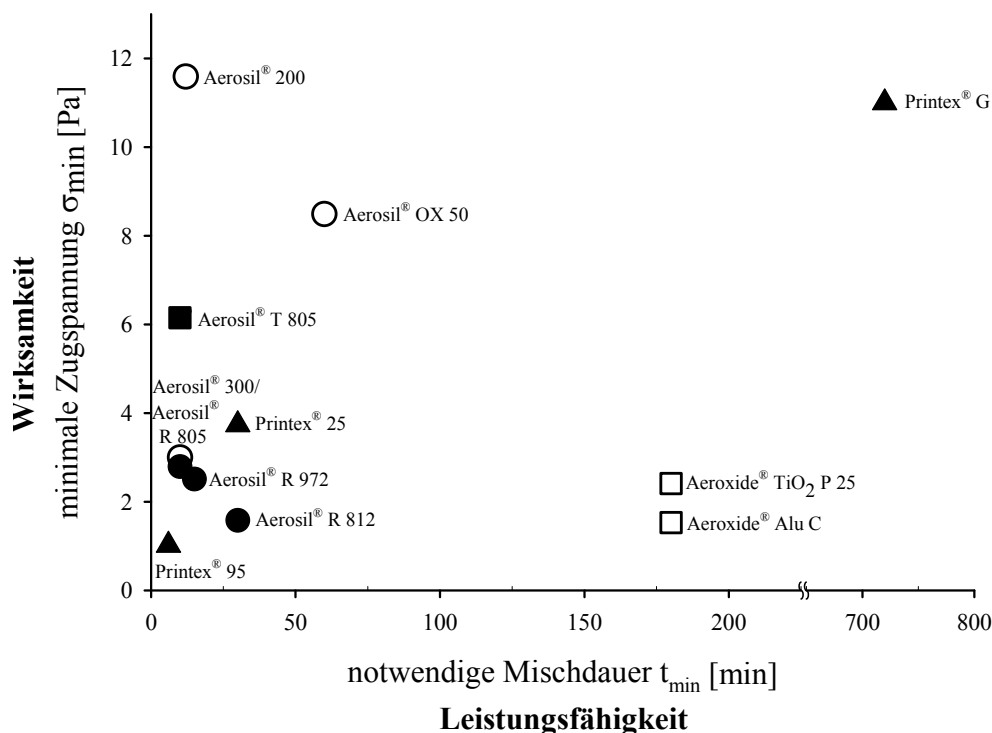 Wirksamkeit
minimale Zugspannung σmin [Pa]
12
10
8
6
4
2
0
Aerosil® 200
Printex® G
Aerosil® OX 50
Aerosil® T 805
Aerosil® 300/
Aerosil®
R 805
Printex® 25
Aerosil® R 972
Aeroxide® TiO2 P 25
Aerosil® R 812
Aeroxide® Alu C
Printex® 95
0 50 100 150 200 700 800
notwendige Mischdauer tmin [min]
Leistungsfähigkeit